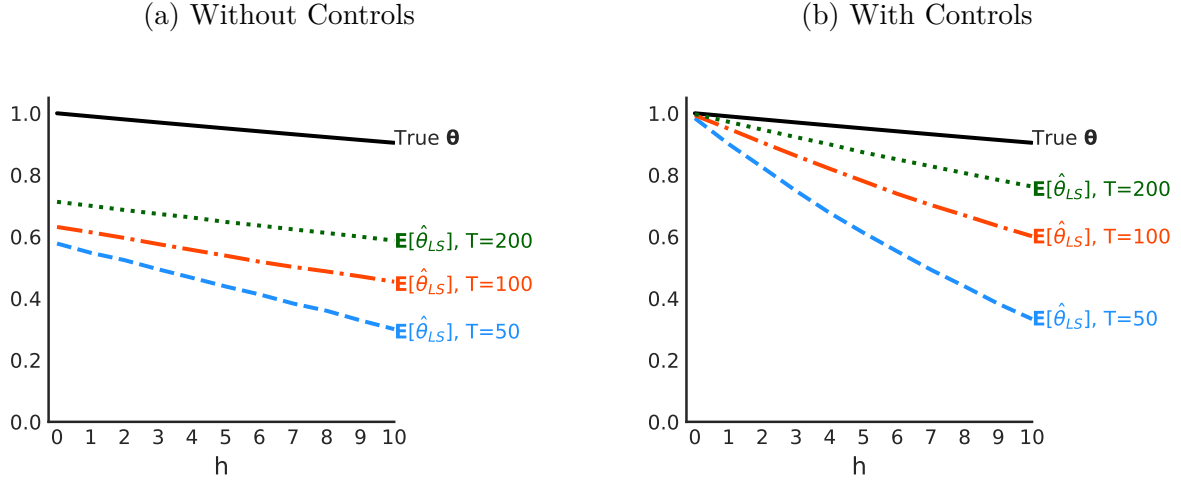 (a) Without Controls
1.0
0.8
0.6
0.4
0.2
0.0
0 1 2 3 4 5 6 7 8 9 10
h
True θ
E[θ̂_LS], T=200
E[θ̂_LS], T=100
E[θ̂_LS], T=50
(b) With Controls
1.0
0.8
0.6
0.4
0.2
0.0
0 1 2 3 4 5 6 7 8 9 10
h
True θ
E[θ̂_LS], T=200
E[θ̂_LS], T=100
E[θ̂_LS], T=50